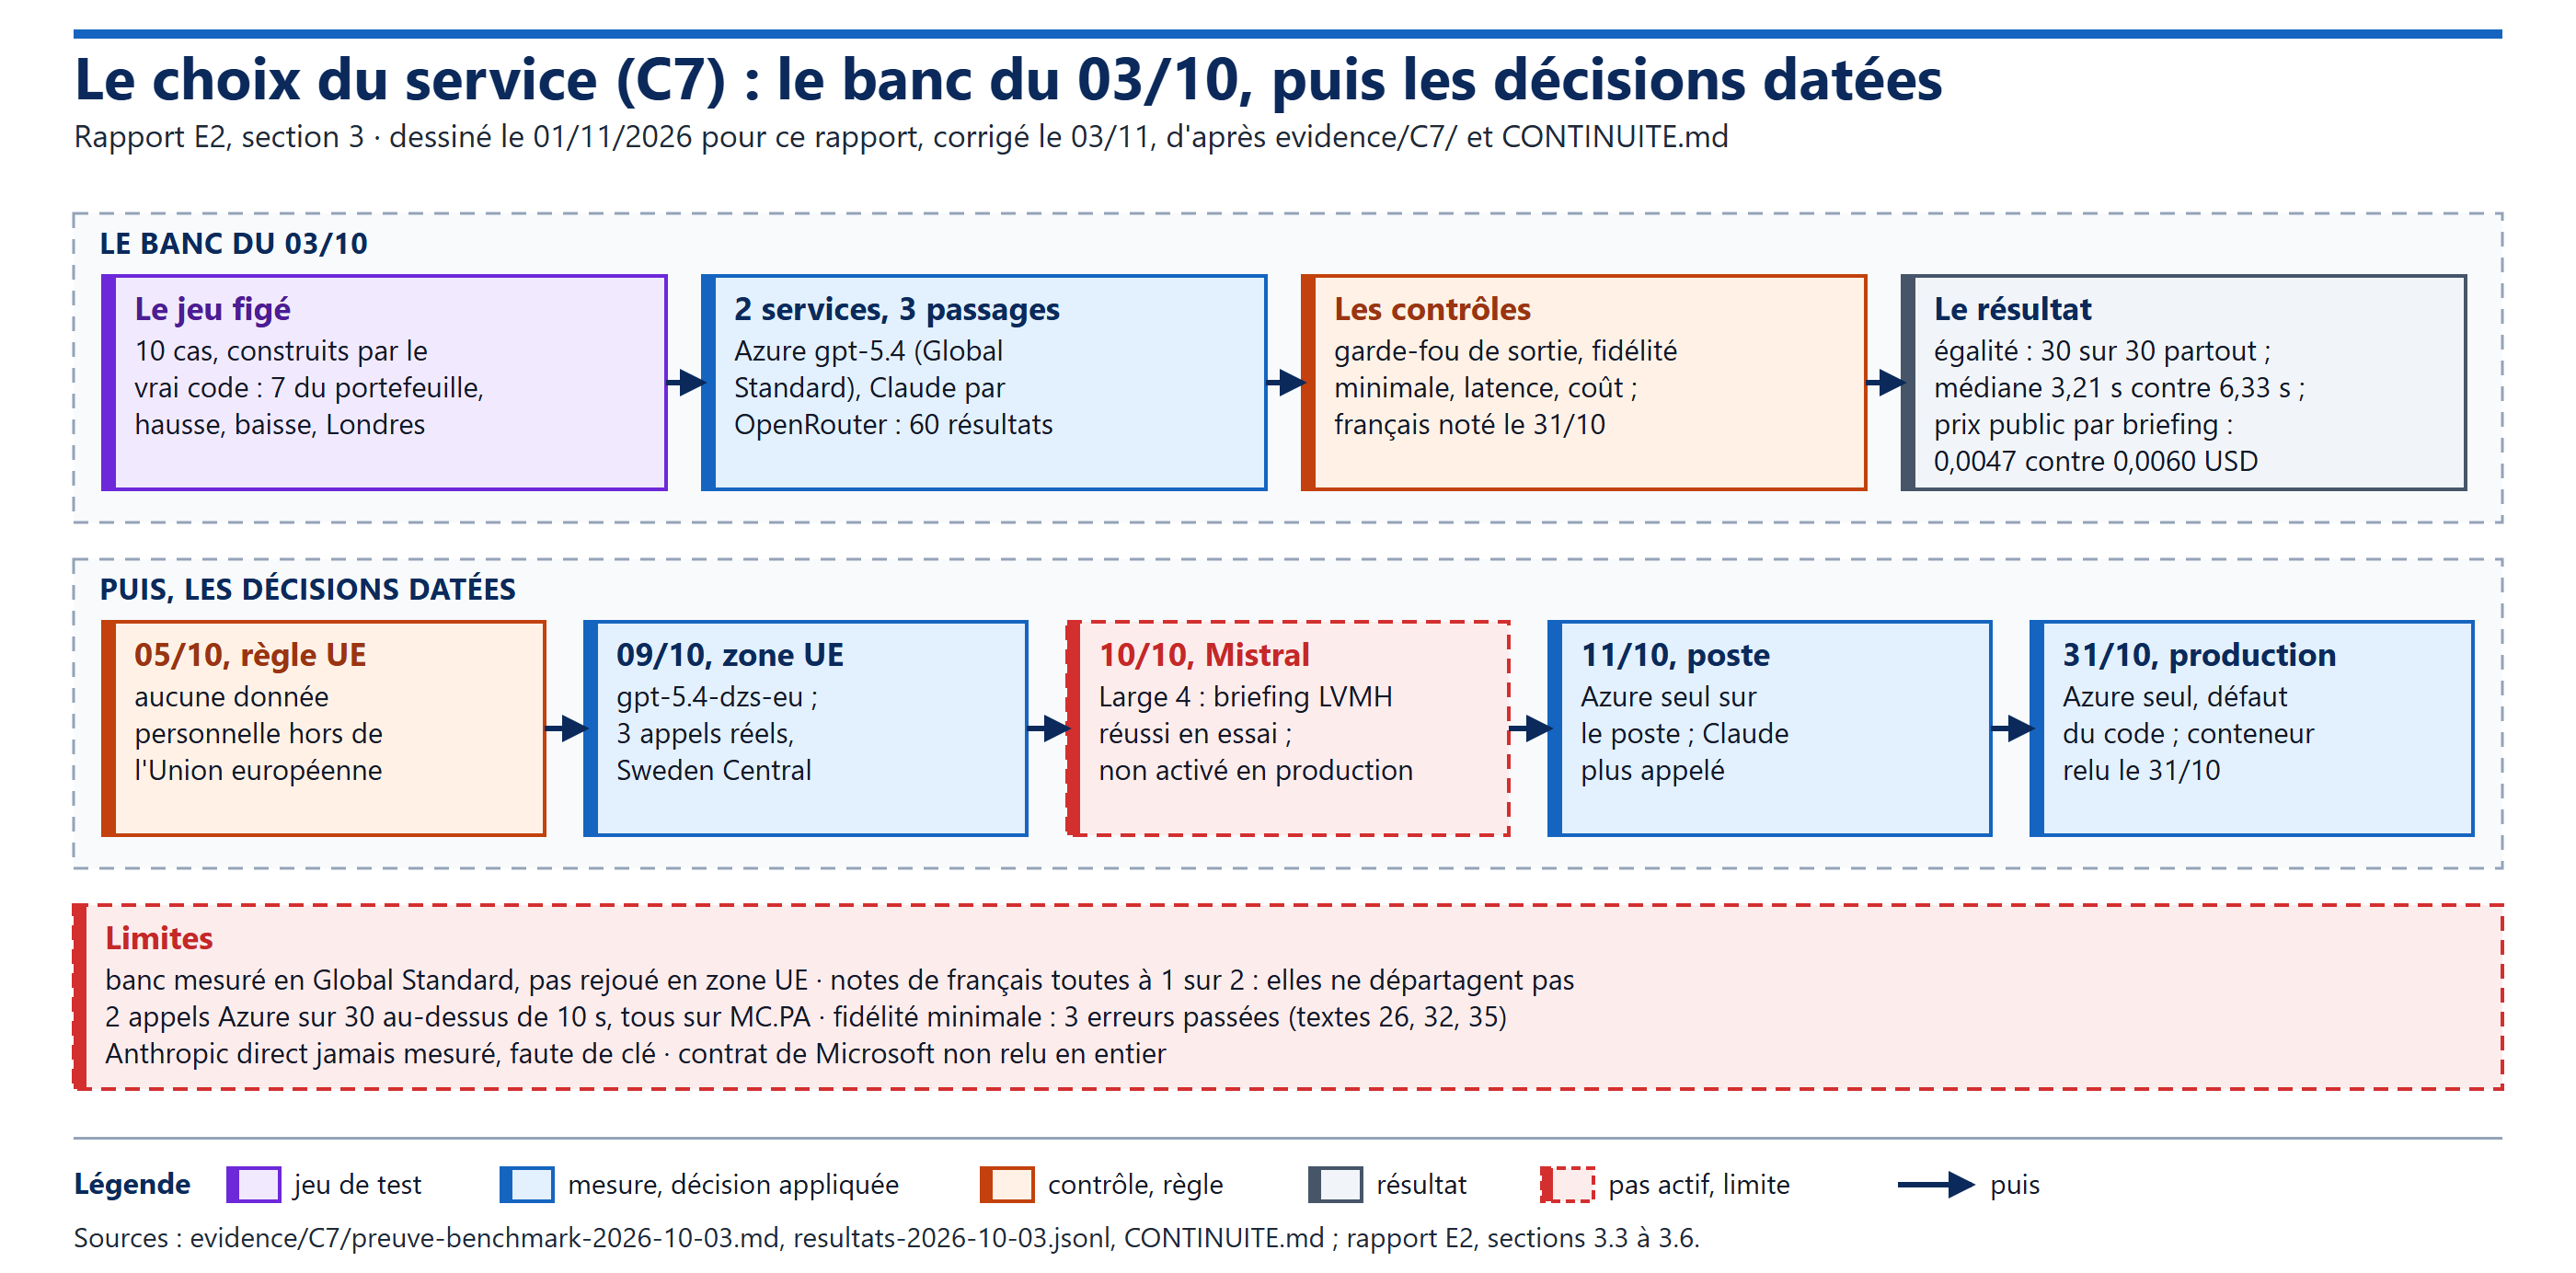 Le choix du service (C7) : le banc du 03/10, puis les décisions datées
Rapport E2, section 3 · dessiné le 01/11/2026 pour ce rapport, corrigé le 03/11, d'après evidence/C7/ et CONTINUITE.md
LE BANC DU 03/10
Le jeu figé
10 cas, construits par le
vrai code : 7 du portefeuille,
hausse, baisse, Londres
2 services, 3 passages
Azure gpt-5.4 (Global
Standard), Claude par
OpenRouter : 60 résultats
Les contrôles
garde-fou de sortie, fidélité
minimale, latence, coût ;
français noté le 31/10
Le résultat
égalité : 30 sur 30 partout ;
médiane 3,21 s contre 6,33 s ;
prix public par briefing :
0,0047 contre 0,0060 USD
PUIS, LES DÉCISIONS DATÉES
05/10, règle UE
aucune donnée
personnelle hors de
l'Union européenne
09/10, zone UE
gpt-5.4-dzs-eu ;
3 appels réels,
Sweden Central
10/10, Mistral
Large 4 : briefing LVMH
réussi en essai ;
non activé en production
11/10, poste
Azure seul sur
le poste ; Claude
plus appelé
31/10, production
Azure seul, défaut
du code ; conteneur
relu le 31/10
Limites
banc mesuré en Global Standard, pas rejoué en zone UE · notes de français toutes à 1 sur 2 : elles ne départagent pas
2 appels Azure sur 30 au-dessus de 10 s, tous sur MC.PA · fidélité minimale : 3 erreurs passées (textes 26, 32, 35)
Anthropic direct jamais mesuré, faute de clé · contrat de Microsoft non relu en entier
Légende
jeu de test
mesure, décision appliquée
contrôle, règle
résultat
pas actif, limite
puis
Sources : evidence/C7/preuve-benchmark-2026-10-03.md, resultats-2026-10-03.jsonl, CONTINUITE.md ; rapport E2, sections 3.3 à 3.6.